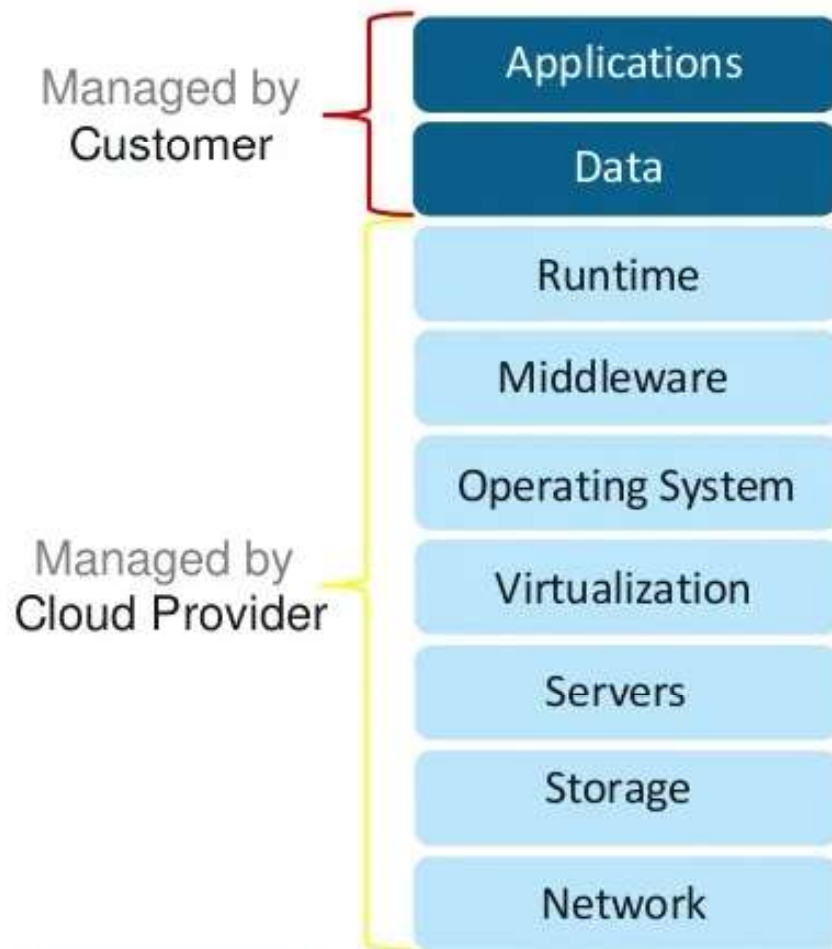 Managed by
Customer
Applications
Data
Managed by
Cloud Provider
Runtime
Middleware
Operating System
Virtualization
Servers
Storage
Network